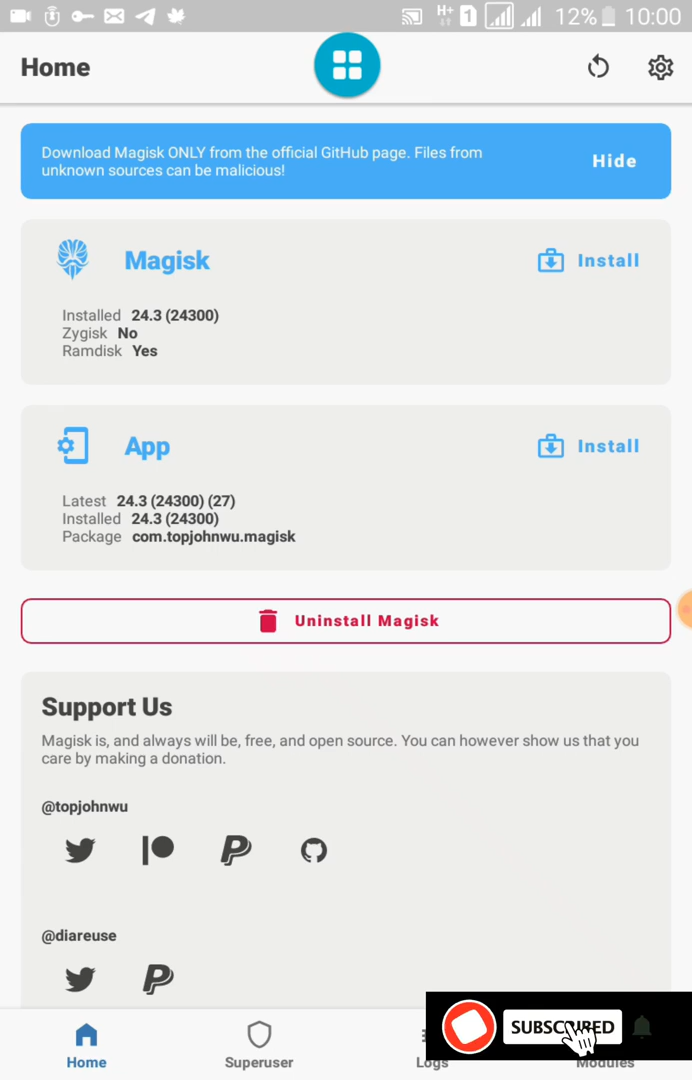 H+ 1 12% 10:00
Home
Download Magisk ONLY from the official GitHub page. Files from
unknown sources can be malicious!
Hide
Magisk
Install
Installed 24.3 (24300)
Zygisk No
Ramdisk Yes
App
Install
Latest 24.3 (24300) (27)
Installed 24.3 (24300)
Package com.topjohnwu.magisk
Uninstall Magisk
Support Us
Magisk is, and always will be, free, and open source. You can however show us that you
care by making a donation.
@topjohnwu
@diareuse
SUBSCRIBED
Home Superuser Logs Modules